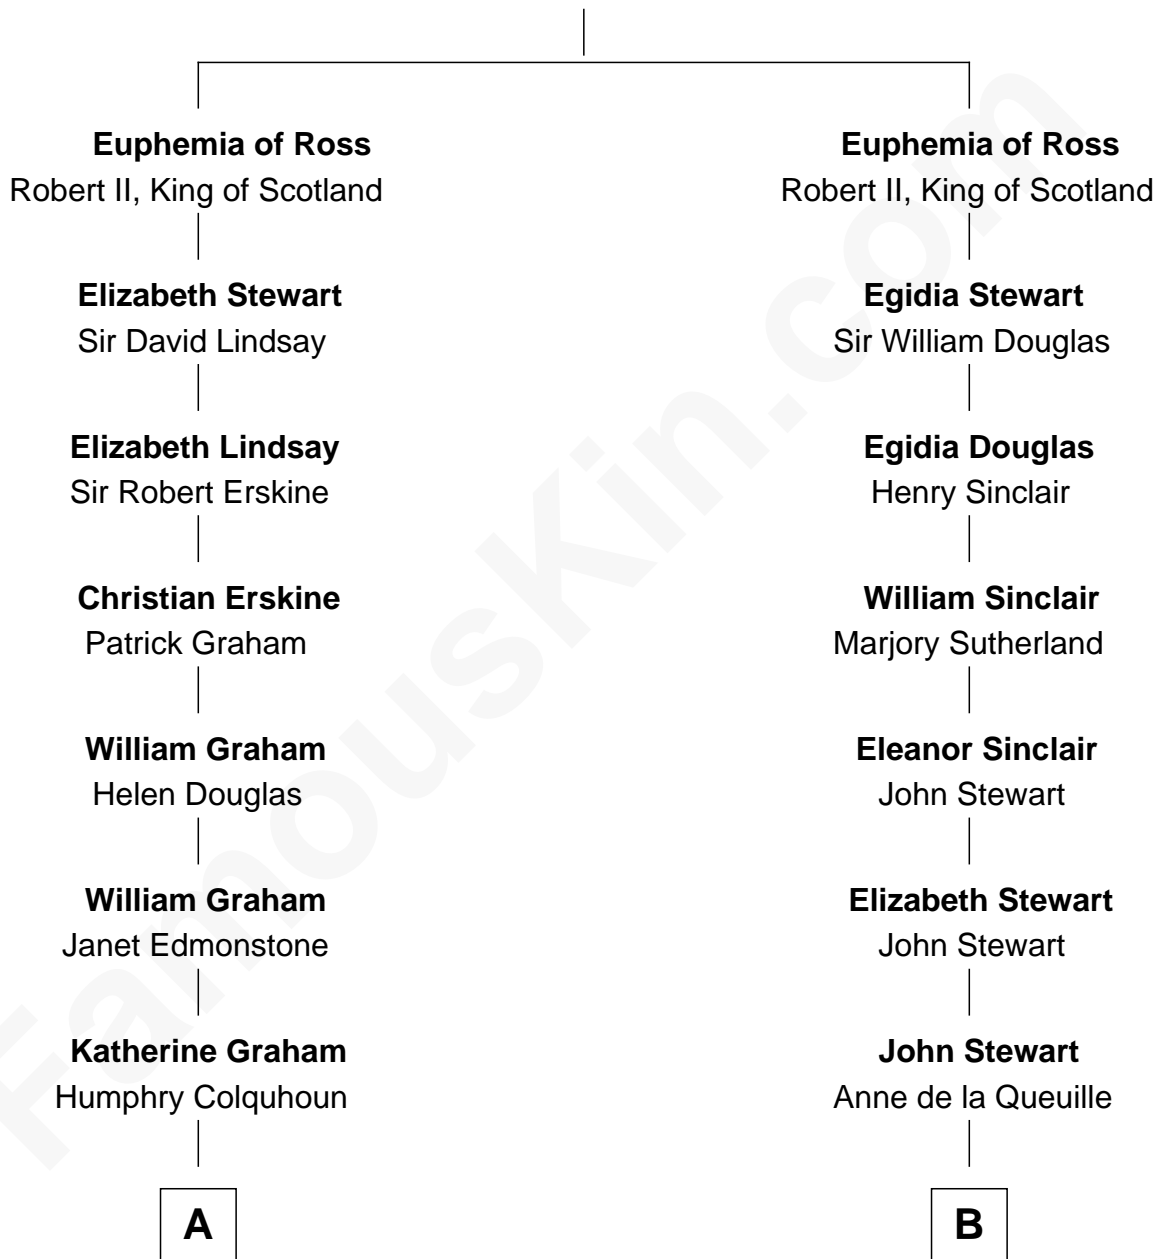 Euphemia of Ross
Robert II, King of Scotland
Elizabeth Stewart
Sir David Lindsay
Elizabeth Lindsay
Sir Robert Erskine
Christian Erskine
Patrick Graham
William Graham
Helen Douglas
William Graham
Janet Edmonstone
Katherine Graham
Humphry Colquhoun
A
Euphemia of Ross
Robert II, King of Scotland
Egidia Stewart
Sir William Douglas
Egidia Douglas
Henry Sinclair
William Sinclair
Marjory Sutherland
Eleanor Sinclair
John Stewart
Elizabeth Stewart
John Stewart
John Stewart
Anne de la Queuille
B
FamousKin.com